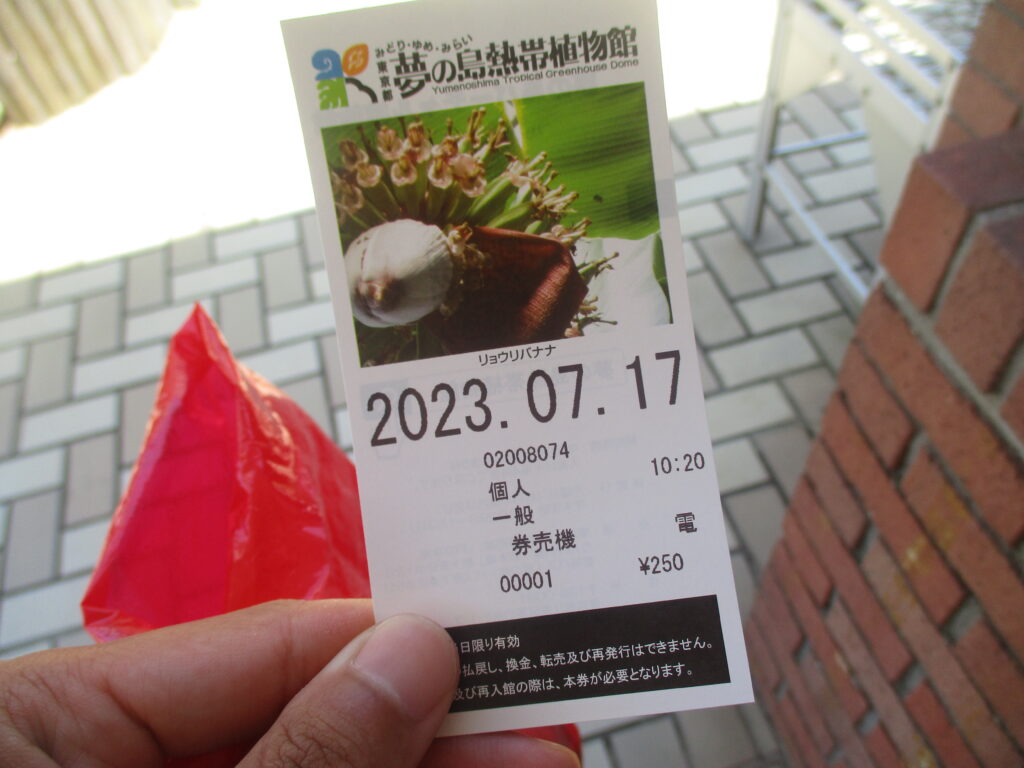 みどり・ゆめ・みらい
東京都
夢の島熱帯植物館
Yumenoshima Tropical Greenhouse Dome
リョウリバナナ
2023.07.17
02008074
10:20
個人
一般
券売機
電
00001
¥250
日限り有効
払戻し、換金、転売及び再発行はできません。
及び再入館の際は、本券が必要となります。